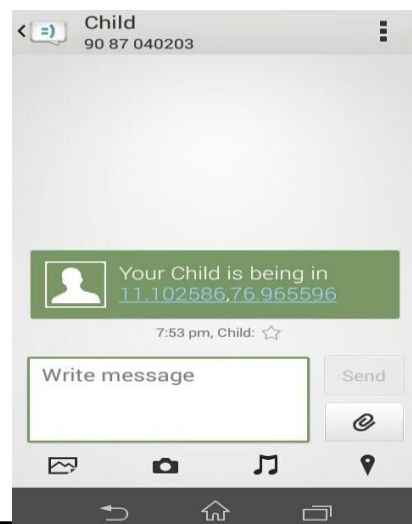 Child
90 87 040203
Your Child is being in
11.102586,76.965596
7:53 pm, Child:
Write message
Send